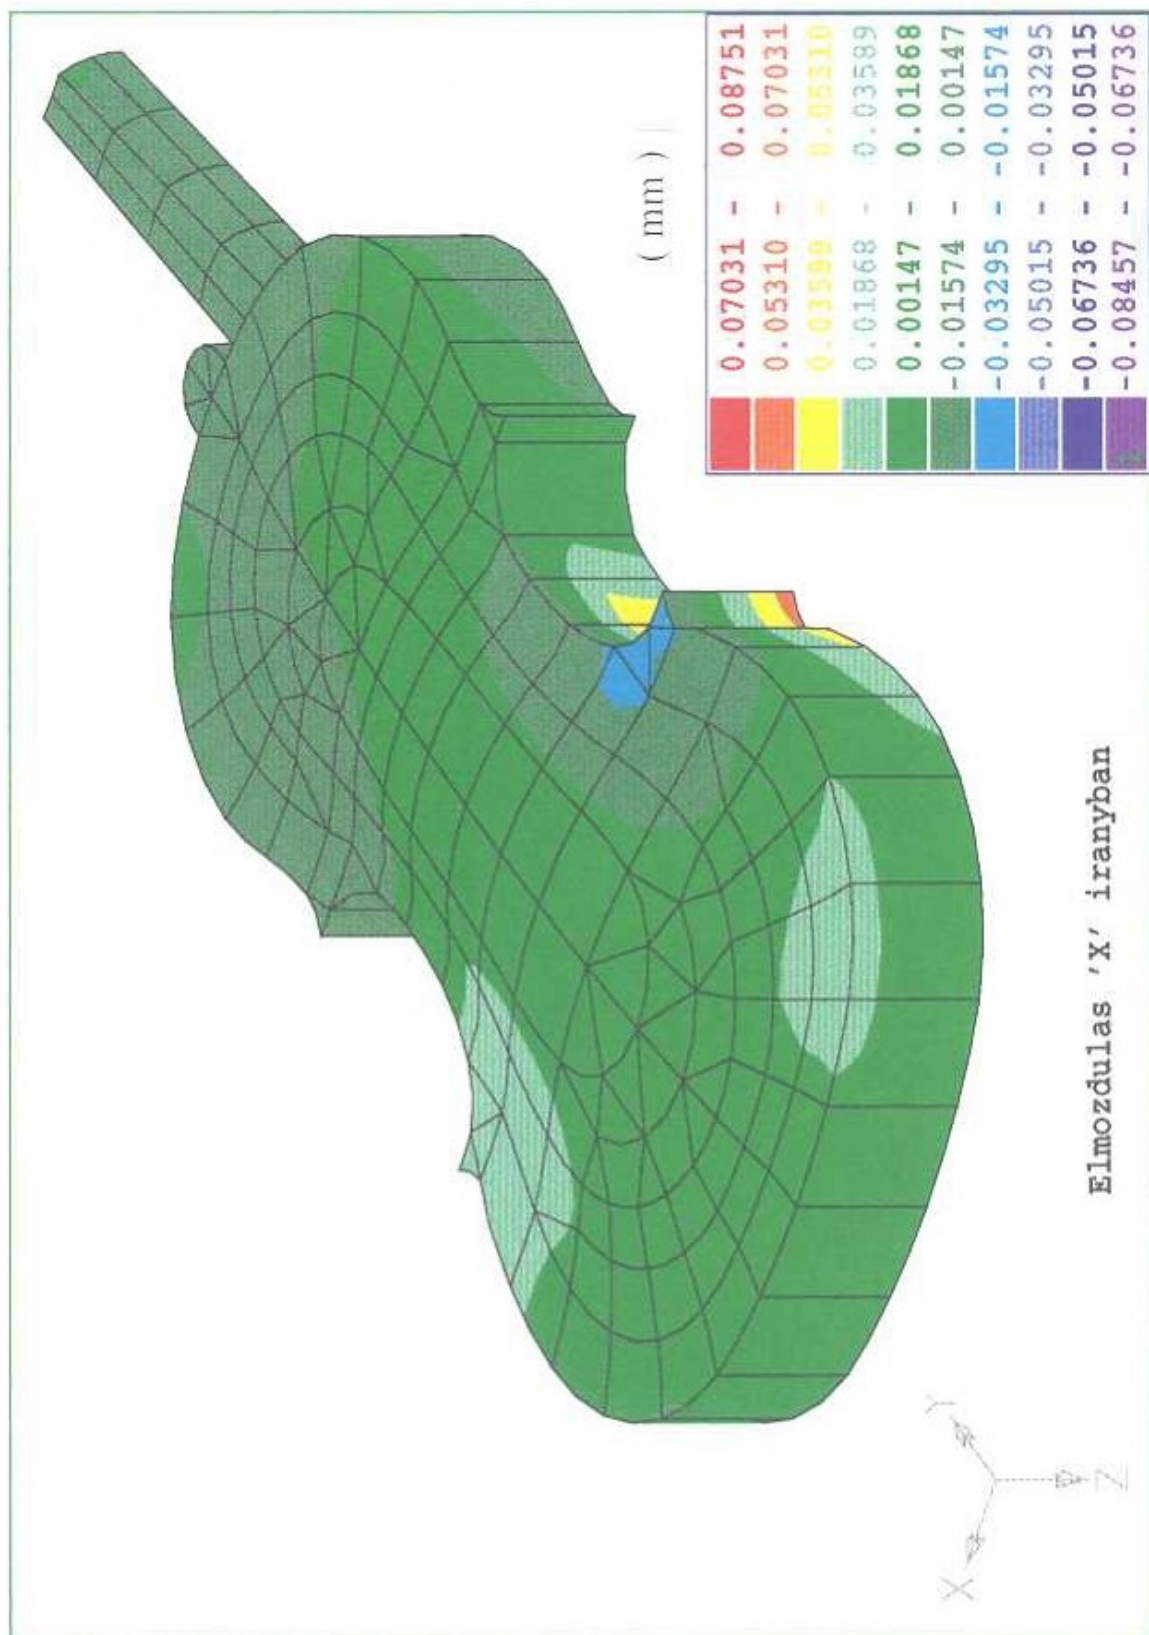 ( mm )
0.07031 - 0.08751
0.05310 - 0.07031
0.03589 - 0.05310
0.01868 - 0.03589
0.00147 - 0.01868
-0.01574 - 0.00147
-0.03295 - -0.01574
-0.05015 - -0.03295
-0.06736 - -0.05015
-0.08457 - -0.06736
Elmozdulas 'X' iranyban
X
Y
Z